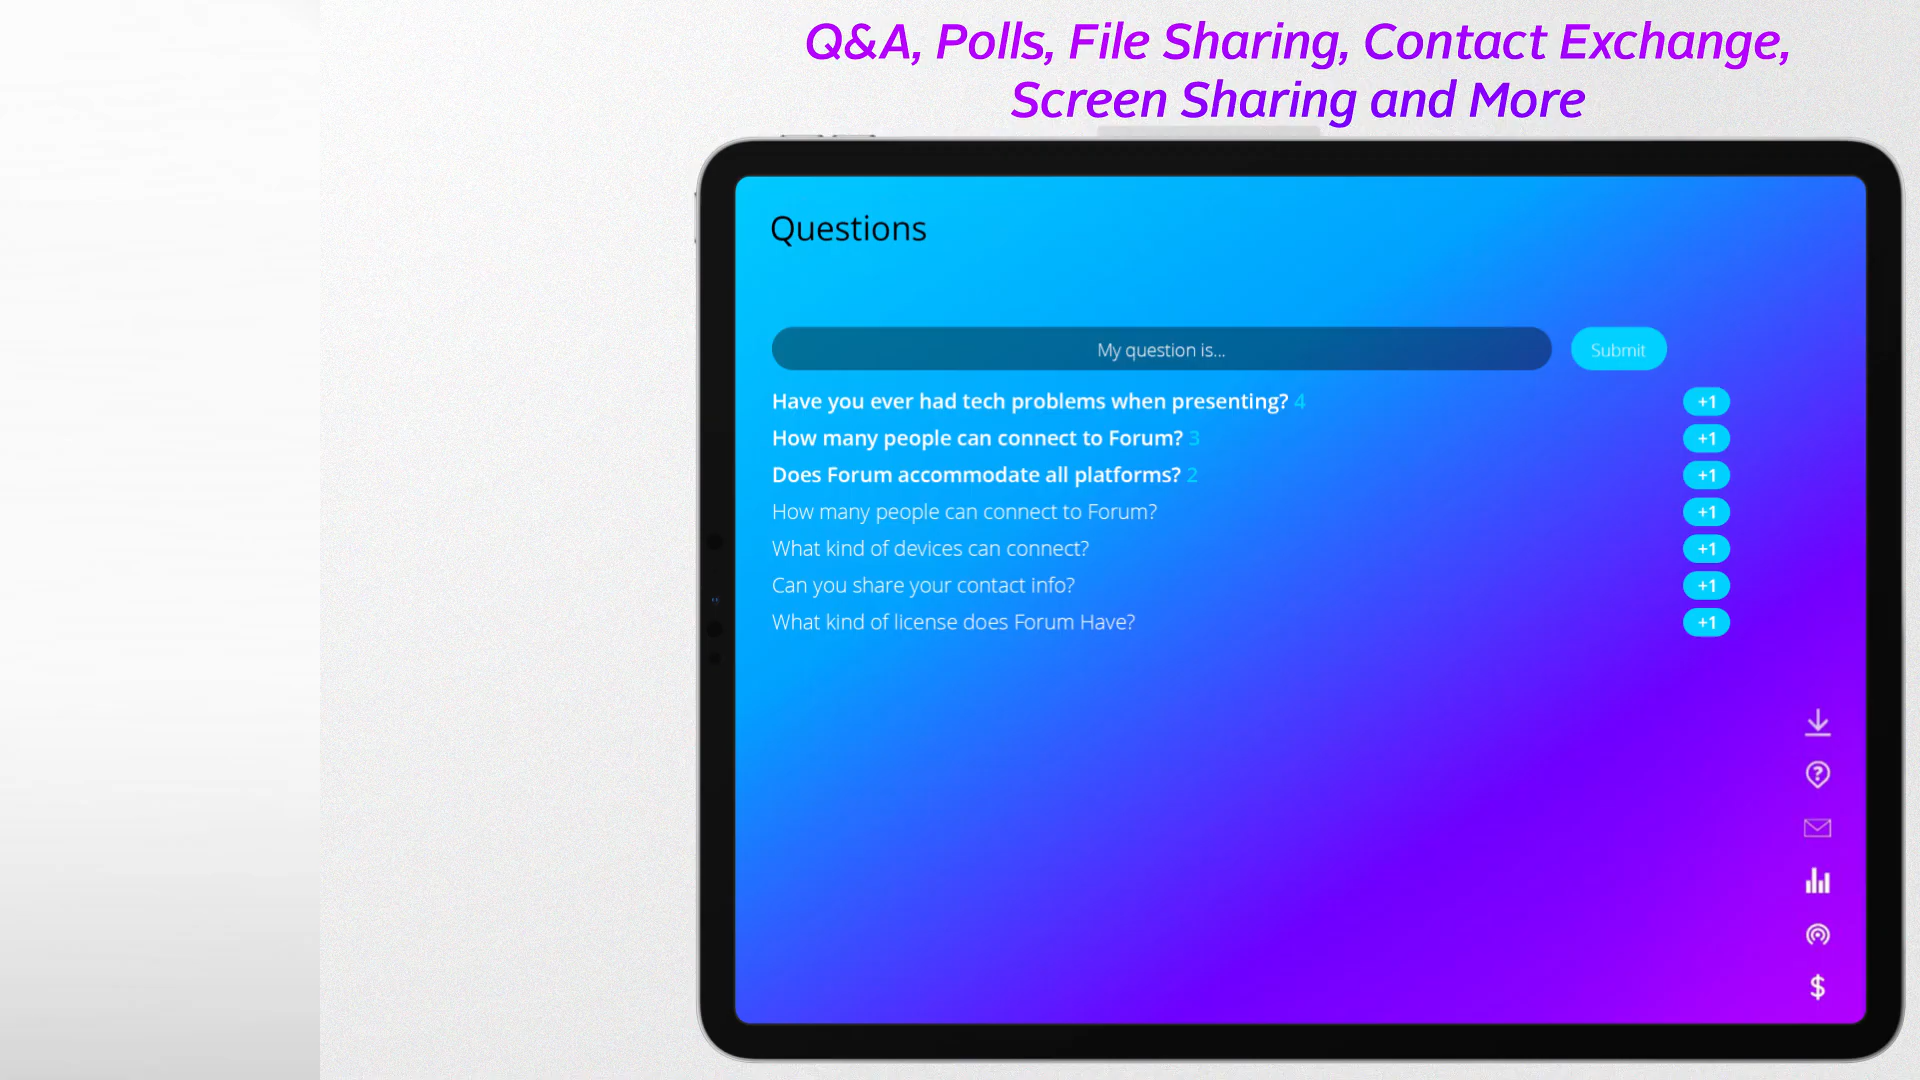 Q&A, Polls, File Sharing, Contact Exchange,
Screen Sharing and More
Questions
My question is...
Submit
Have you ever had tech problems when presenting? 4
+1
How many people can connect to Forum? 3
+1
Does Forum accommodate all platforms? 2
+1
How many people can connect to Forum?
+1
What kind of devices can connect?
+1
Can you share your contact info?
+1
What kind of license does Forum Have?
+1